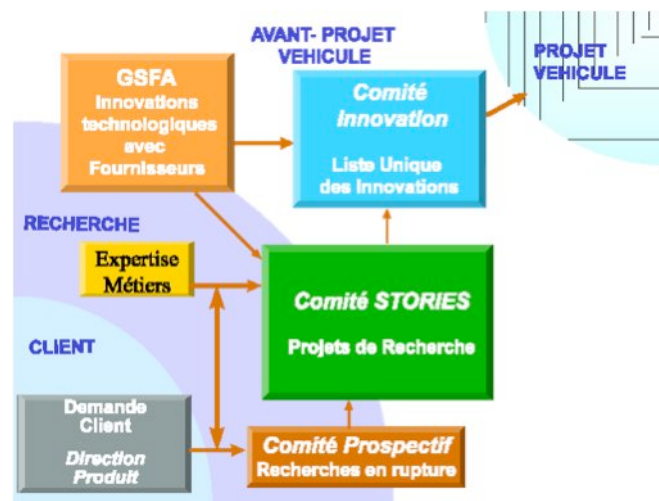 AVANT- PROJET
VEHICULE
PROJET
VEHICULE
GSFA
Innovations
technologiques
avec
Fournisseurs
Comité
Innovation
Liste Unique
des Innovations
RECHERCHE
Expertise
Métiers
Comité STORIES
Projets de Recherche
CLIENT
Demande
Client
Direction
Produit
Comité Prospectif
Recherches en rupture